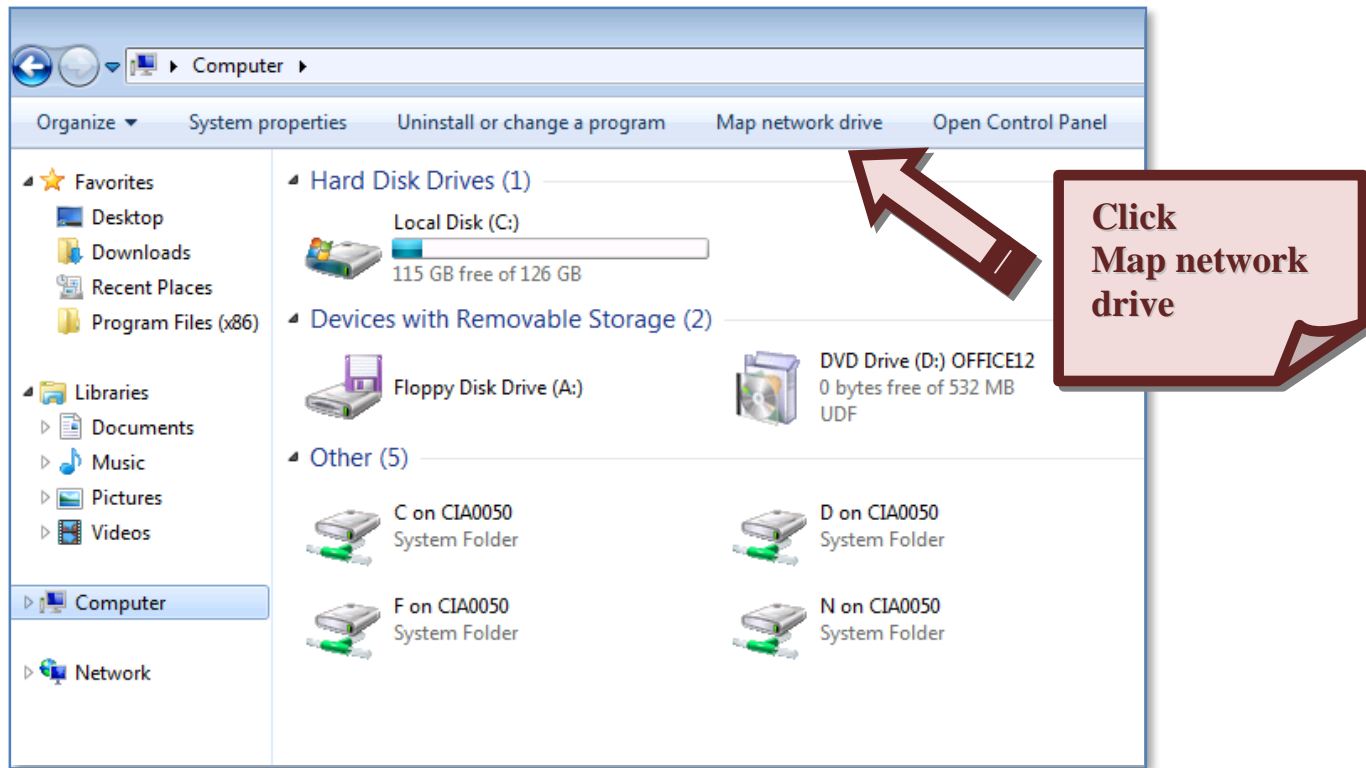 Computer
Organize
System properties
Uninstall or change a program
Map network drive
Open Control Panel
Favorites
Desktop
Downloads
Recent Places
Program Files (x86)
Libraries
Documents
Music
Pictures
Videos
Computer
Network
Hard Disk Drives (1)
Local Disk (C:)
115 GB free of 126 GB
Devices with Removable Storage (2)
Floppy Disk Drive (A:)
DVD Drive (D:) OFFICE12
0 bytes free of 532 MB
UDF
Other (5)
C on CIA0050
System Folder
D on CIA0050
System Folder
F on CIA0050
System Folder
N on CIA0050
System Folder
Click
Map network
drive